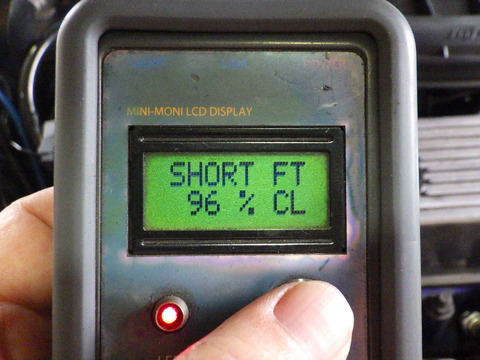 MINI-MONI LCD DISPLAY
SHORT FT
96 % CL